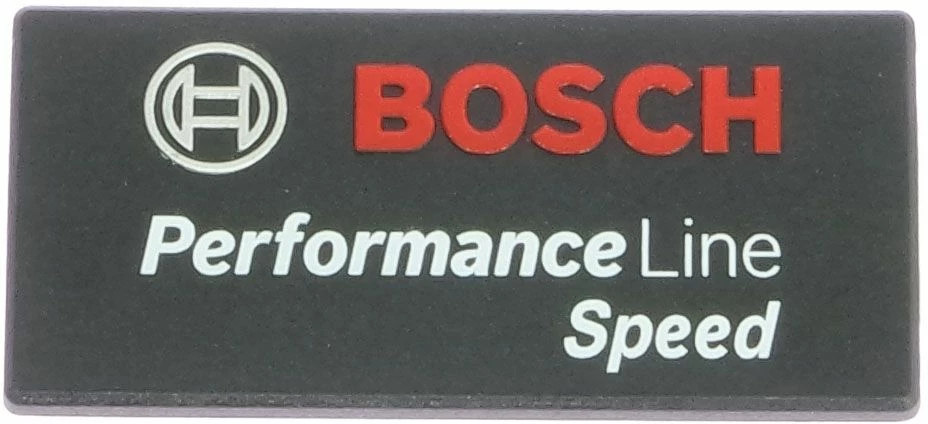 BOSCH
Performance Line
Speed